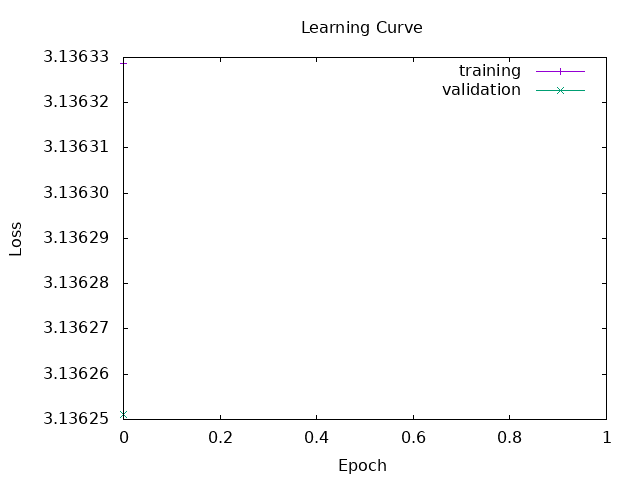 Learning Curve
training
validation
3.13633
3.13632
3.13631
3.13630
3.13629
3.13628
3.13627
3.13626
3.13625
Loss
0 0.2 0.4 0.6 0.8 1
Epoch